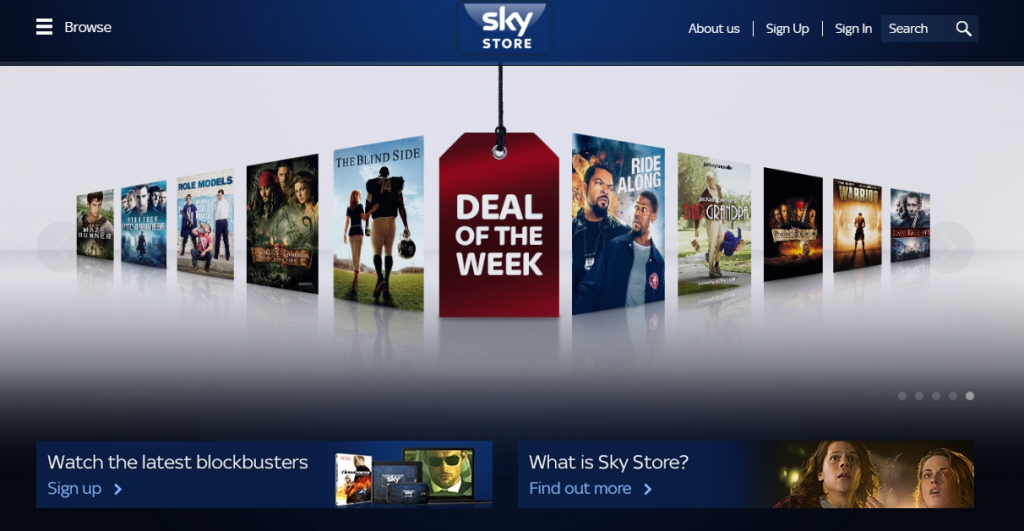 Browse
sky
STORE
About us
Sign Up
Sign In
Search
MAZE
RUNNER
ROLE MODELS
THE BLIND SIDE
DEAL
OF THE
WEEK
RIDE
ALONG
BAD GRANDPA
WARRIOR
Watch the latest blockbusters
Sign up
sky
What is Sky Store?
Find out more